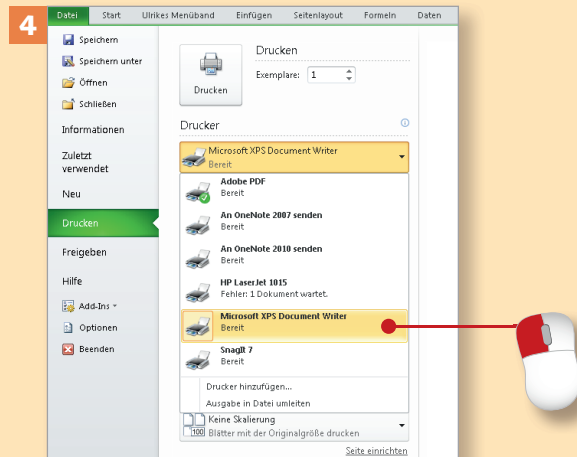 4
Datei Start Ulrikes Menüband Einfügen Seitenlayout Formeln Daten
Speichern
Speichern unter
Öffnen
Schließen
Informationen
Zuletzt
verwendet
Neu
Drucken
Freigeben
Hilfe
Add-Ins
Optionen
Beenden
Drucken
Drucken
Exemplare: 1
Drucker
Microsoft XPS Document Writer
Bereit
Adobe PDF
Bereit
An OneNote 2007 senden
Bereit
An OneNote 2010 senden
Bereit
HP LaserJet 1015
Fehler: 1 Dokument wartet.
Microsoft XPS Document Writer
Bereit
SnagIt 7
Bereit
Drucker hinzufügen...
Ausgabe in Datei umleiten
Keine Skalierung
100 Blätter mit der Originalgröße drucken
Seite einrichten